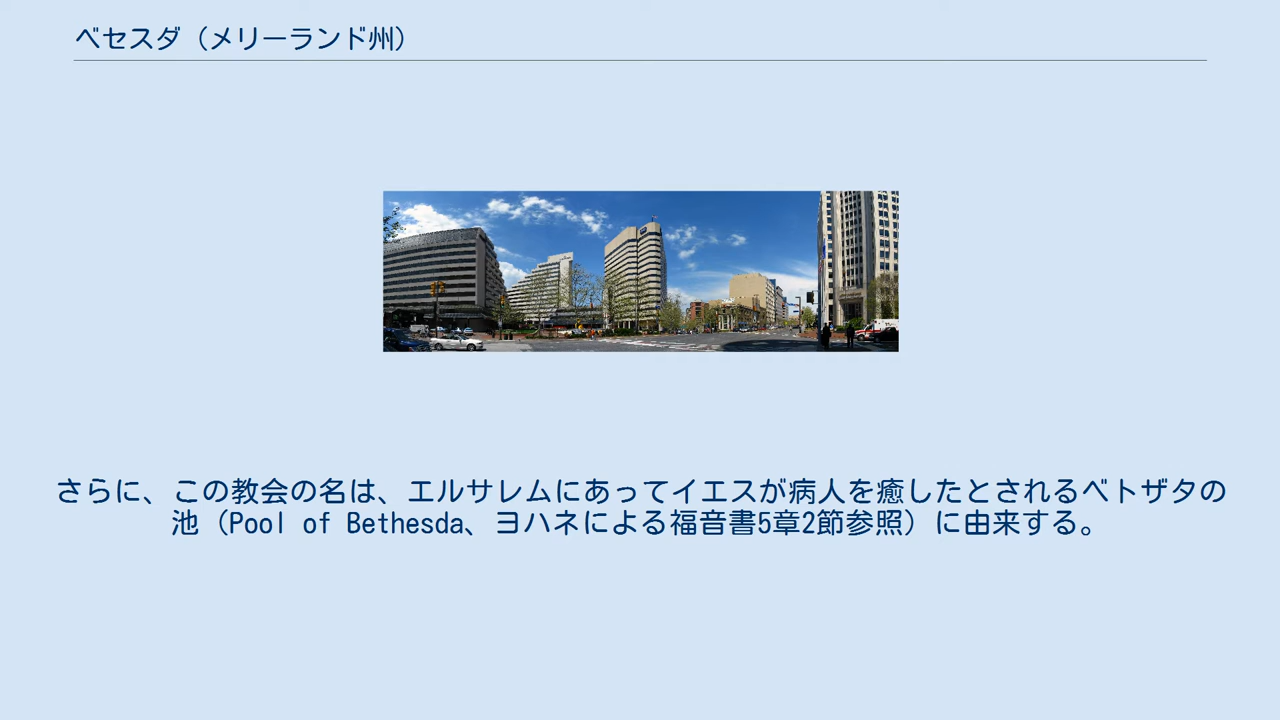 ベセスダ（メリーランド州）
さらに、この教会の名は、エルサレムにあってイエスが病人を癒したとされるベトザタの
池（Pool of Bethesda、ヨハネによる福音書5章2節参照）に由来する。